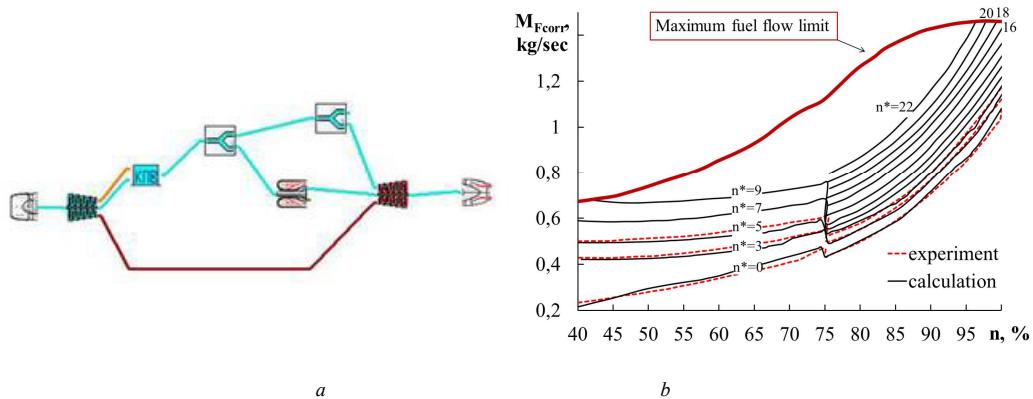 КПВ
a
M_Fcorr,
kg/sec
Maximum fuel flow limit
2018
16
1,2
1
0,8
0,6
0,4
0,2
n*=22
n*=9
n*=7
n*=5
n*=3
n*=0
experiment
calculation
40 45 50 55 60 65 70 75 80 85 90 95 n, %
b